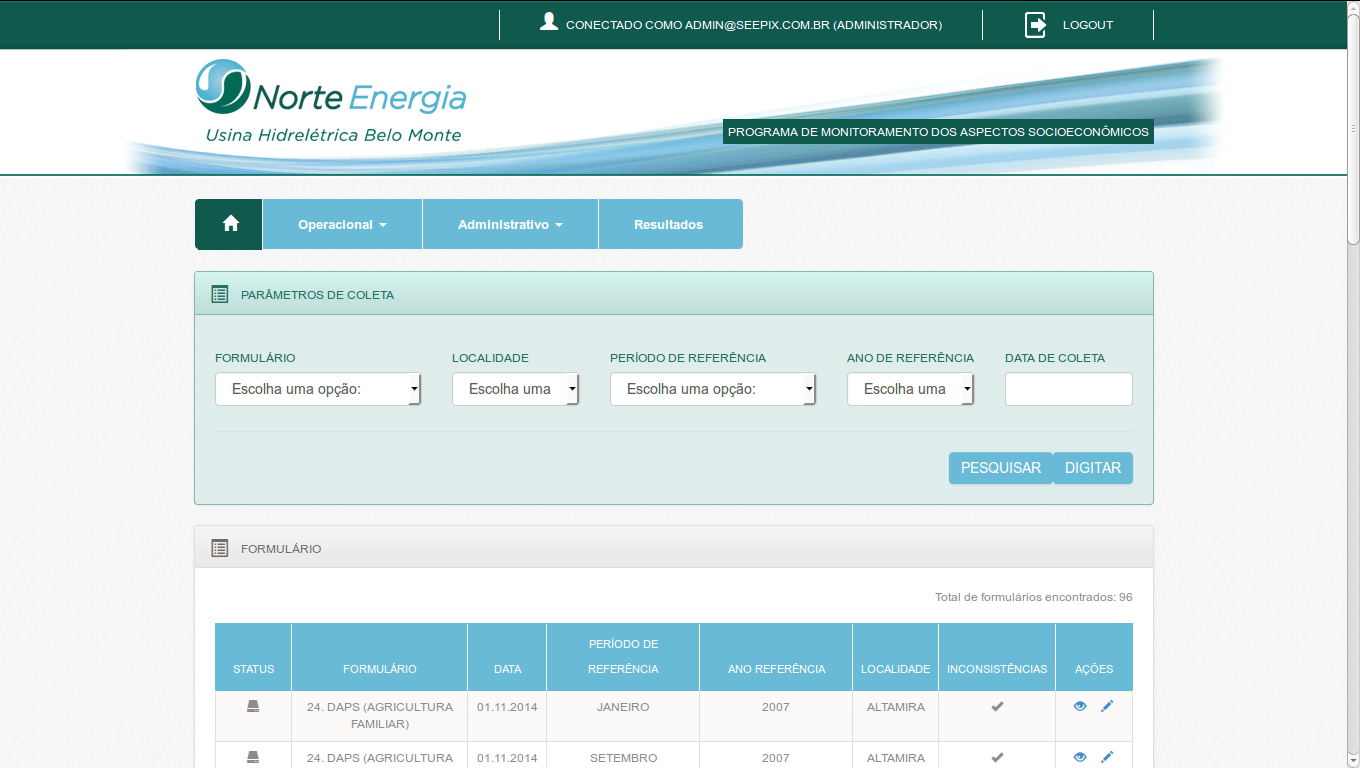 CONECTADO COMO ADMIN@SEEPIX.COM.BR (ADMINISTRADOR) LOGOUT
Norte Energia
Usina Hidrelétrica Belo Monte
PROGRAMA DE MONITORAMENTO DOS ASPECTOS SOCIOECONÔMICOS
Operacional Administrativo Resultados
PARÂMETROS DE COLETA
FORMULÁRIO LOCALIDADE PERÍODO DE REFERÊNCIA ANO DE REFERÊNCIA DATA DE COLETA
Escolha uma opção: Escolha uma Escolha uma opção: Escolha uma
PESQUISAR DIGITAR
FORMULÁRIO
Total de formulários encontrados: 96
STATUS FORMULÁRIO DATA PERÍODO DE REFERÊNCIA ANO REFERÊNCIA LOCALIDADE INCONSISTÊNCIAS AÇÕES
24. DAPS (AGRICULTURA FAMILIAR) 01.11.2014 JANEIRO 2007 ALTAMIRA
24. DAPS (AGRICULTURA 01.11.2014 SETEMBRO 2007 ALTAMIRA